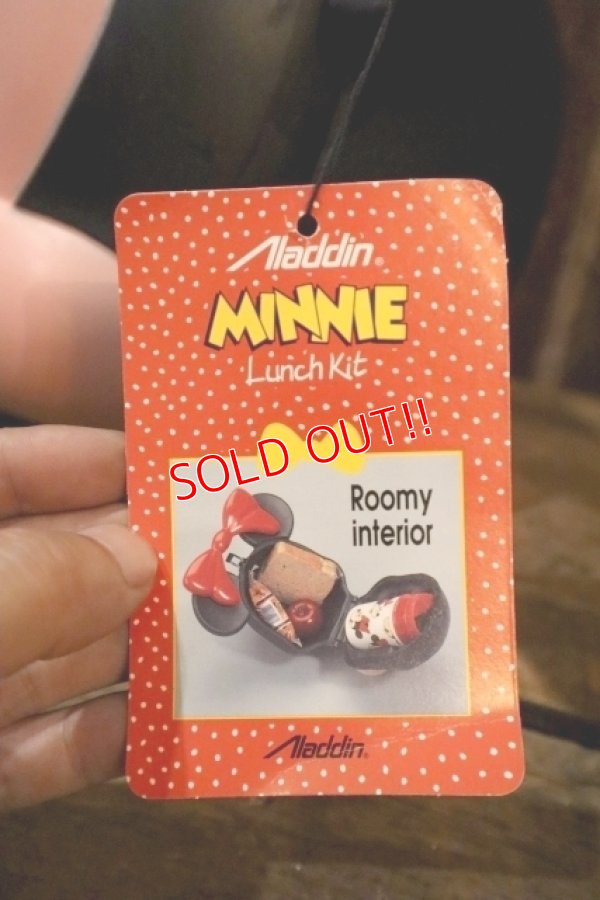 Aladdin®
MINNIE
Lunch Kit
SOLD OUT!!
Roomy
interior
Aladdin®